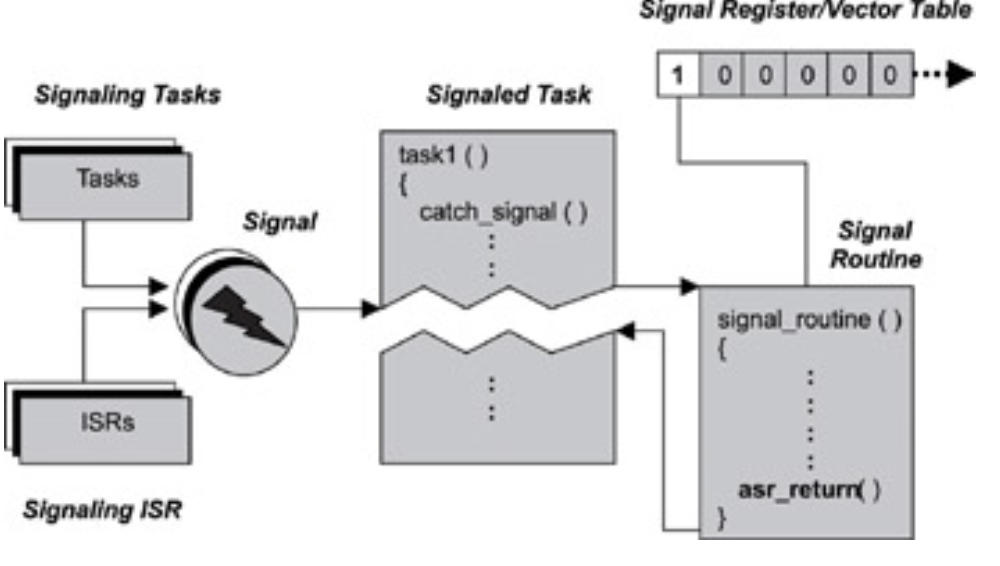 Signal Register/Vector Table
1 0 0 0 0 0
Signaling Tasks
Signaled Task
Tasks
task1 ( )
{
catch_signal ( )
Signal
Signal
Routine
signal_routine ( )
{
ISRs
asr_return( )
}
Signaling ISR